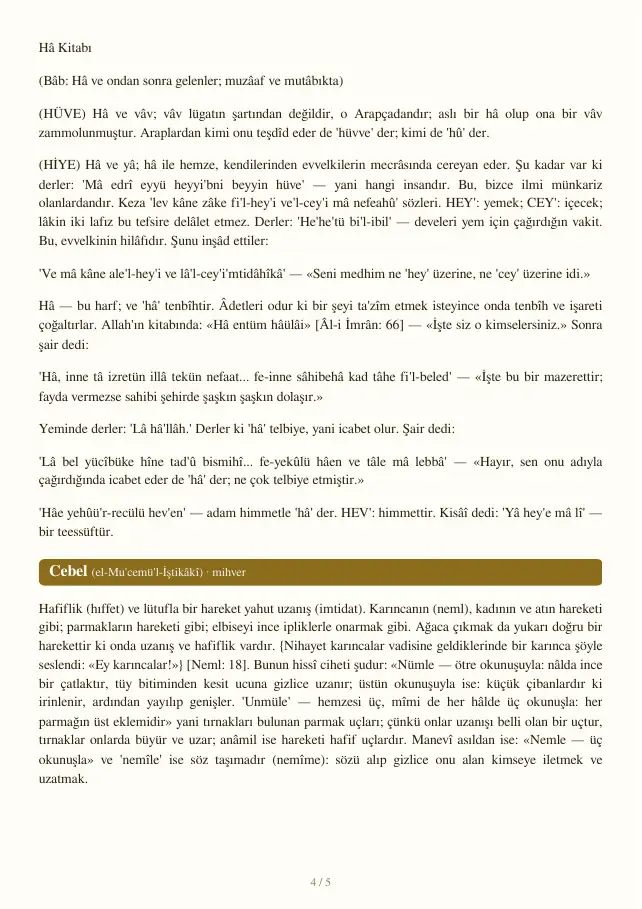 Hâ Kitabı
(Bâb: Hâ ve ondan sonra gelenler; muzâaf ve mutâbıkta)
(HÜVE) Hâ ve vâv; vâv lügatın şartından değildir, o Arapçadandır; aslı bir hâ olup ona bir vâv
zammolunmuştur. Araplardan kimi onu teşdîd eder de 'hüvve' der; kimi de 'hû' der.
(HİYE) Hâ ve yâ; hâ ile hemze, kendilerinden evvelkilerin mecrâsında cereyan eder. Şu kadar var ki
derler: 'Mâ edrî eyyü heyyi'bni beyyin hüve' — yani hangi insandır. Bu, bizce ilmi münkariz
olanlardandır. Keza 'lev kâne zâke fi'l-hey'i ve'l-cey'i mâ nefeahû' sözleri. HEY': yemek; CEY': içecek;
lâkin iki lafız bu tefsire delâlet etmez. Derler: 'He'he'tü bi'l-ibil' — develeri yem için çağırdığın vakit.
Bu, evvelkinin hilâfıdır. Şunu inşâd ettiler:
'Ve mâ kâne ale'l-hey'i ve lâ'l-cey'i'mtidâhîkâ' — «Seni medhim ne 'hey' üzerine, ne 'cey' üzerine idi.»
Hâ — bu harf; ve 'hâ' tenbîhtir. Âdetleri odur ki bir şeyi ta'zîm etmek isteyince onda tenbîh ve işareti
çoğaltırlar. Allah'ın kitabında: «Hâ entüm hâülâi» [Âl-i İmrân: 66] — «İşte siz o kimselersiniz.» Sonra
şair dedi:
'Hâ, inne tâ izretün illâ tekün nefaat... fe-inne sâhibehâ kad tâhe fi'l-beled' — «İşte bu bir mazerettir;
fayda vermezse sahibi şehirde şaşkın şaşkın dolaşır.»
Yeminde derler: 'Lâ hâ'llâh.' Derler ki 'hâ' telbiye, yani icabet olur. Şair dedi:
'Lâ bel yücîbüke hîne tad'û bismihî... fe-yekûlü hâen ve tâle mâ lebbâ' — «Hayır, sen onu adıyla
çağırdığında icabet eder de 'hâ' der; ne çok telbiye etmiştir.»
'Hâe yehûü'r-recülü hev'en' — adam himmetle 'hâ' der. HEV': himmettir. Kisâî dedi: 'Yâ hey'e mâ lî' —
bir teessüftür.
Cebel (el-Mu'cemü'l-İştikâkî) · mihver
Hafiflik (hıffet) ve lütufla bir hareket yahut uzanış (imtidat). Karıncanın (neml), kadının ve atın hareketi
gibi; parmakların hareketi gibi; elbiseyi ince ipliklerle onarmak gibi. Ağaca çıkmak da yukarı doğru bir
harekettir ki onda uzanış ve hafiflik vardır. {Nihayet karıncalar vadisine geldiklerinde bir karınca şöyle
seslendi: «Ey karıncalar!»} [Neml: 18]. Bunun hissî ciheti şudur: «Nümle — ötre okunuşuyla: nâlda ince
bir çatlaktır, tüy bitiminden kesit ucuna gizlice uzanır; üstün okunuşuyla ise: küçük çibanlardır ki
irinlenir, ardından yayılıp genişler. 'Unmüle' — hemzesi üç, mîmi de her hâlde üç okunuşla: her
parmağın üst eklemidir» yani tırnakları bulunan parmak uçları; çünkü onlar uzanışı belli olan bir uçtur,
tırnaklar onlarda büyür ve uzar; anâmil ise hareketi hafif uçlardır. Manevî asıldan ise: «Nemle — üç
okunuşla» ve 'nemîle' ise söz taşımadır (nemîme): sözü alıp gizlice onu alan kimseye iletmek ve
uzatmak.
4 / 5